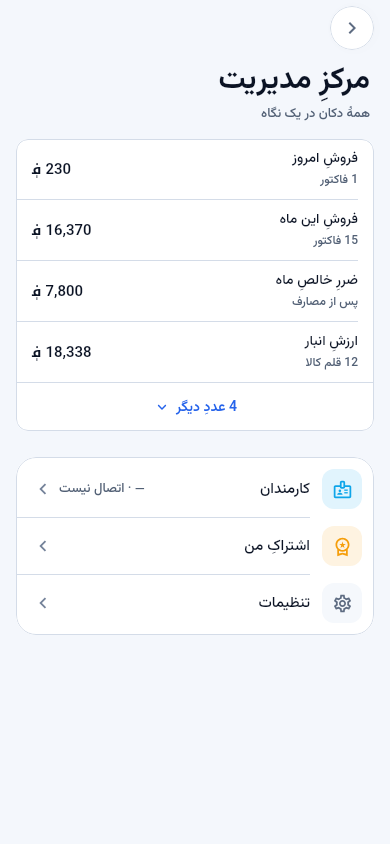 مرکزِ مدیریت
همهٔ دکان در یک نگاه
فروشِ امروز
1 فاکتور
230 ؋
فروشِ این ماه
15 فاکتور
16,370 ؋
ضررِ خالصِ ماه
پس از مصارف
7,800 ؋
ارزشِ انبار
12 قلم کالا
18,338 ؋
4 عددِ دیگر
کارمندان
— · اتصال نیست
اشتراکِ من
تنظیمات